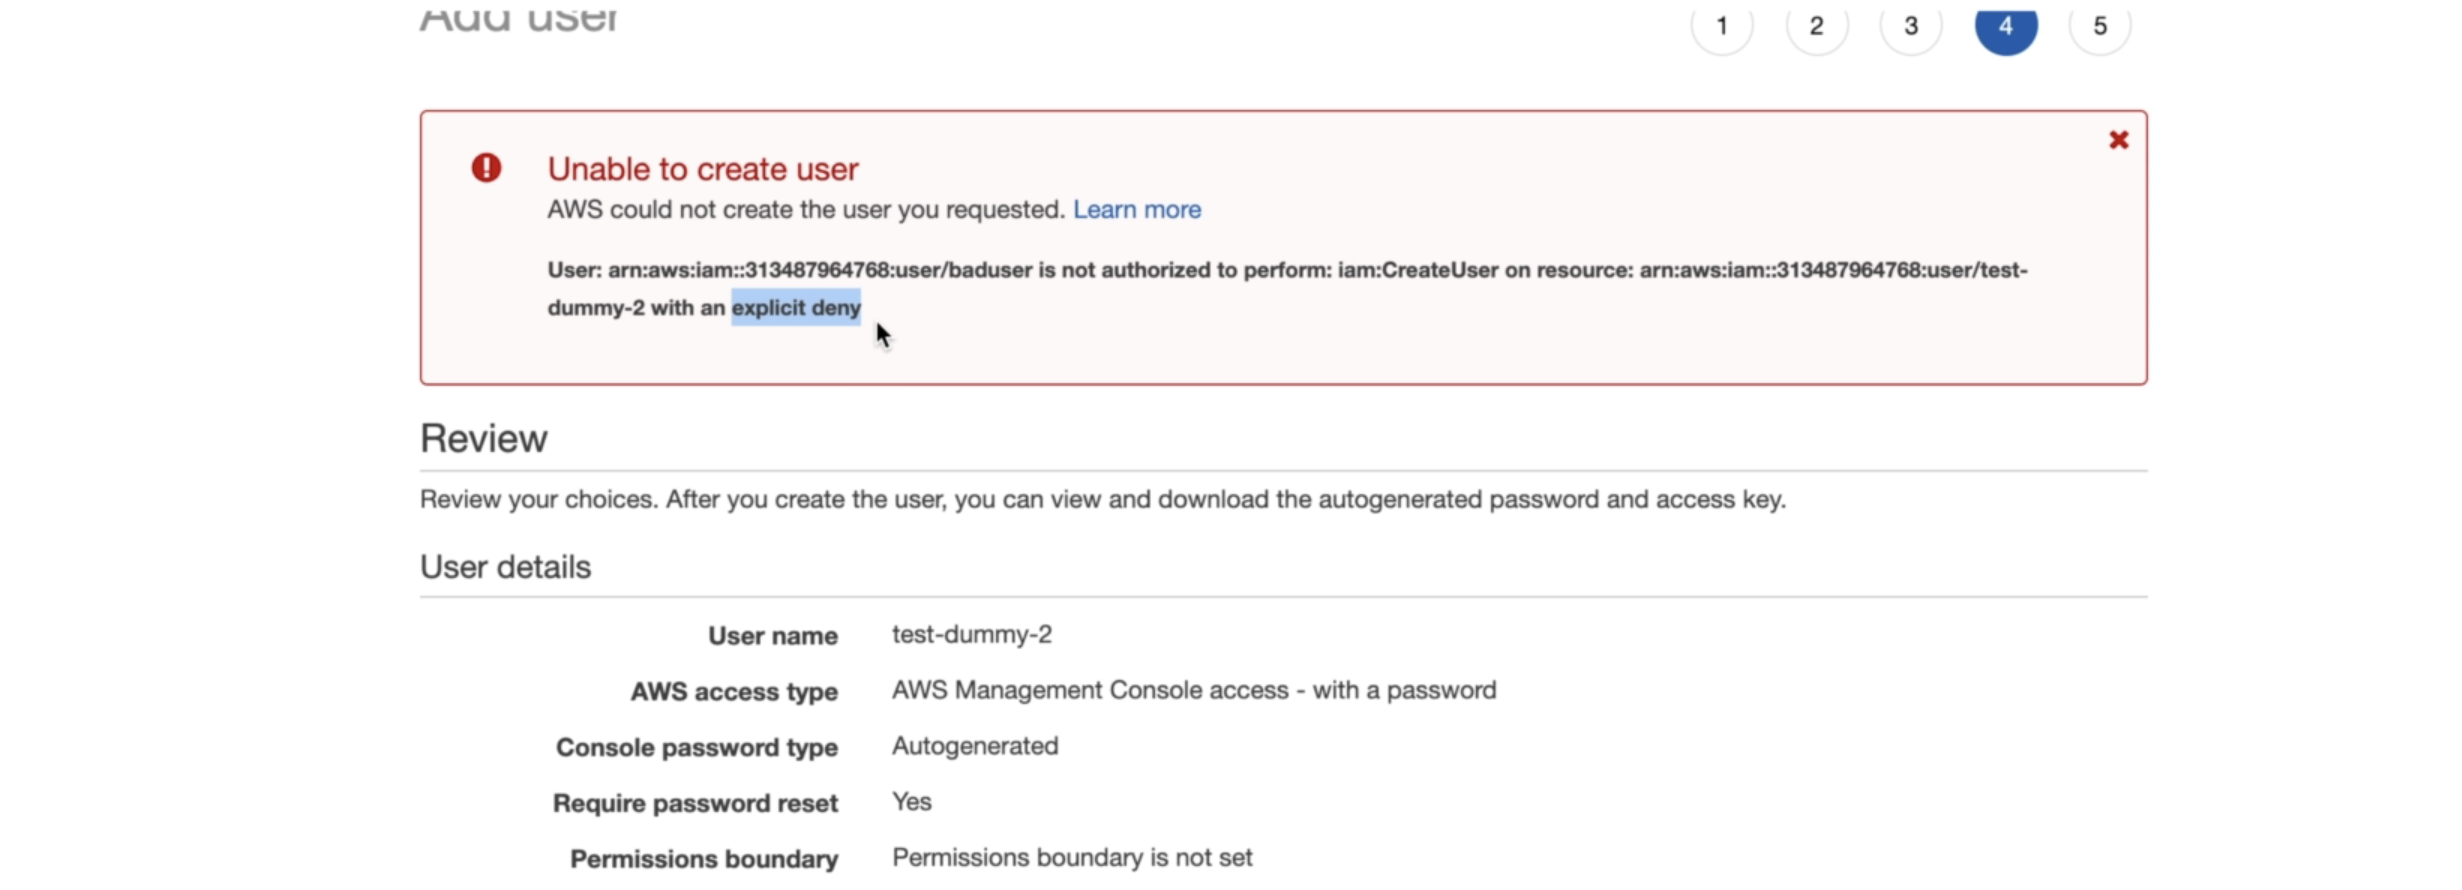 Add user
1 2 3 4 5
Unable to create user
AWS could not create the user you requested. Learn more
User: arn:aws:iam::313487964768:user/baduser is not authorized to perform: iam:CreateUser on resource: arn:aws:iam::313487964768:user/test-
dummy-2 with an explicit deny
Review
Review your choices. After you create the user, you can view and download the autogenerated password and access key.
User details
User name test-dummy-2
AWS access type AWS Management Console access - with a password
Console password type Autogenerated
Require password reset Yes
Permissions boundary Permissions boundary is not set